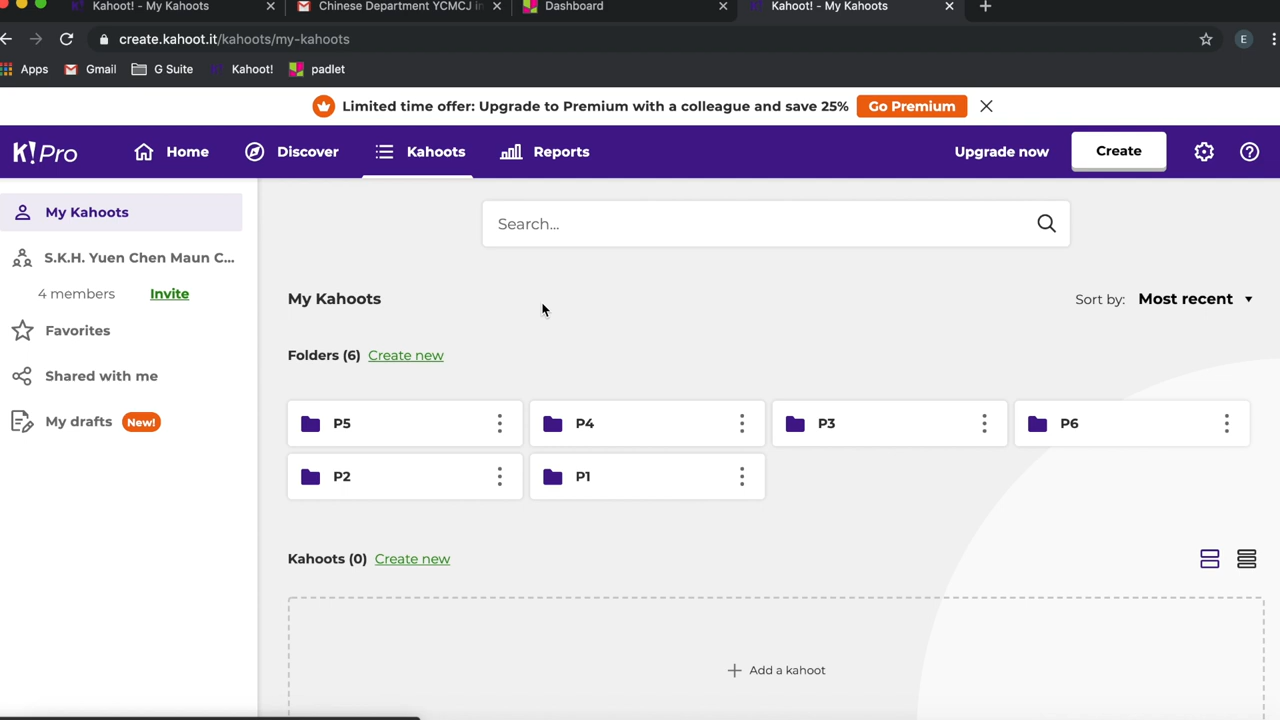 Kahoot! - My Kahoots
Chinese Department YCMCJ in
Dashboard
Kahoot! - My Kahoots
create.kahoot.it/kahoots/my-kahoots
E
Apps
Gmail
G Suite
Kahoot!
padlet
Limited time offer: Upgrade to Premium with a colleague and save 25%
Go Premium
K! Pro
Home
Discover
Kahoots
Reports
Upgrade now
Create
My Kahoots
S.K.H. Yuen Chen Maun C...
4 members
Invite
Favorites
Shared with me
My drafts
New!
Search...
My Kahoots
Sort by: Most recent
Folders (6) Create new
P5
P4
P3
P6
P2
P1
Kahoots (0) Create new
Add a kahoot